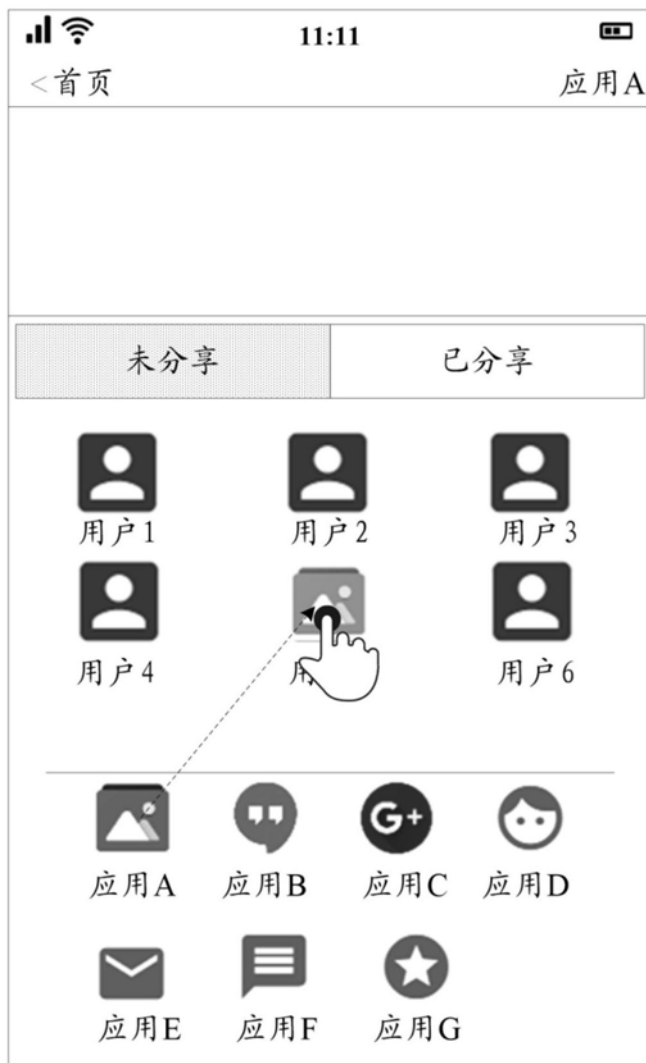 11:11
<首页 应用A
未分享 已分享
用户1 用户2 用户3
用户4 用 用户6
应用A 应用B 应用C 应用D
应用E 应用F 应用G